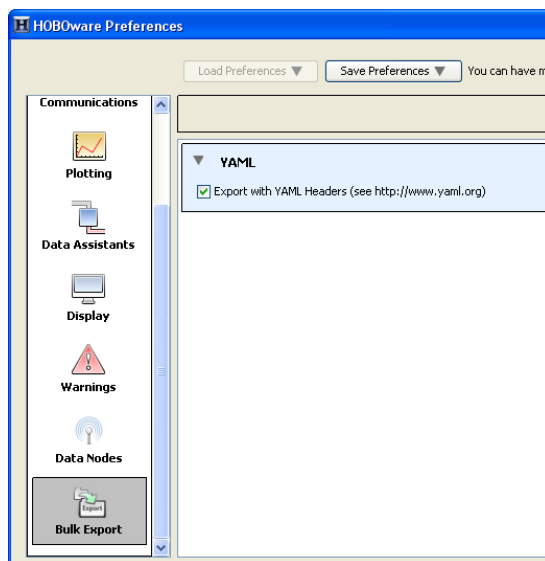 HOBOware Preferences
Load Preferences ▼ Save Preferences ▼ You can have m
Communications
Plotting
Data Assistants
Display
Warnings
Data Nodes
Export
Bulk Export
YAML
Export with YAML Headers (see http://www.yaml.org)